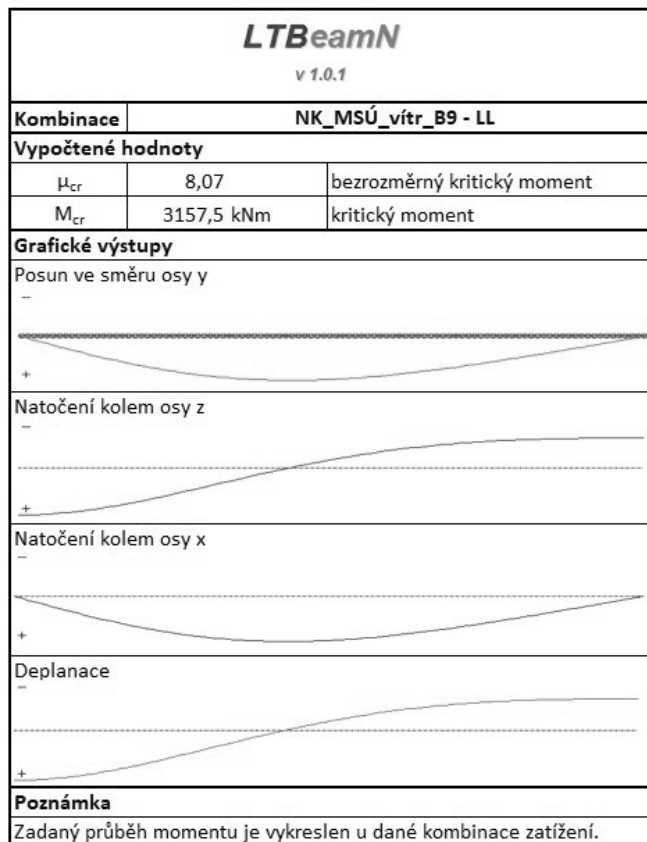 LTBeamN
v 1.0.1
Kombinace NK_MSÚ_vítr_B9 - LL
Vypočtené hodnoty
μcr 8,07 bezrozměrný kritický moment
Mcr 3157,5 kNm kritický moment
Grafické výstupy
Posun ve směru osy y
−
+
Natočení kolem osy z
−
+
Natočení kolem osy x
−
+
Deplanace
−
+
Poznámka
Zadaný průběh momentu je vykreslen u dané kombinace zatížení.